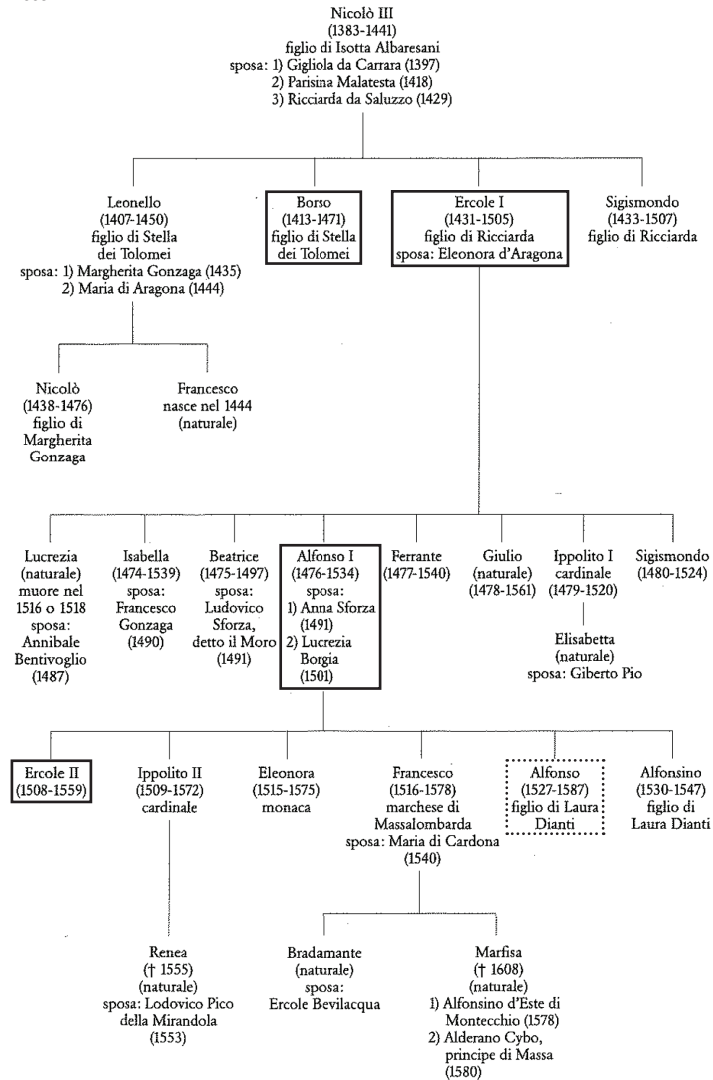 Nicolò III
(1383-1441)
figlio di Isotta Albaresani
sposa: 1) Gigliola da Carrara (1397)
2) Parisina Malatesta (1418)
3) Ricciarda da Saluzzo (1429)
Leonello
(1407-1450)
figlio di Stella
dei Tolomei
sposa: 1) Margherita Gonzaga (1435)
2) Maria di Aragona (1444)
Borso
(1413-1471)
figlio di Stella
dei Tolomei
Ercole I
(1431-1505)
figlio di Ricciarda
sposa: Eleonora d'Aragona
Sigismondo
(1433-1507)
figlio di Ricciarda
Nicolò
(1438-1476)
figlio di
Margherita
Gonzaga
Francesco
nasce nel 1444
(naturale)
Lucrezia
(naturale)
muore nel
1516 o 1518
sposa:
Annibale
Bentivoglio
(1487)
Isabella
(1474-1539)
sposa:
Francesco
Gonzaga
(1490)
Beatrice
(1475-1497)
sposa:
Ludovico
Sforza,
detto il Moro
(1491)
Alfonso I
(1476-1534)
sposa:
1) Anna Sforza
(1491)
2) Lucrezia
Borgia
(1501)
Ferrante
(1477-1540)
Giulio
(naturale)
(1478-1561)
Ippolito I
cardinale
(1479-1520)
Elisabetta
(naturale)
sposa: Giberto Pio
Sigismondo
(1480-1524)
Ercole II
(1508-1559)
Ippolito II
(1509-1572)
cardinale
Eleonora
(1515-1575)
monaca
Francesco
(1516-1578)
marchese di
Massalombarda
sposa: Maria di Cardona
(1540)
Alfonso
(1527-1587)
figlio di Laura
Dianti
Alfonsino
(1530-1547)
figlio di
Laura Dianti
Renea
(† 1555)
(naturale)
sposa: Lodovico Pico
della Mirandola
(1553)
Bradamante
(naturale)
sposa:
Ercole Bevilacqua
Marfisa
(† 1608)
(naturale)
1) Alfonsino d'Este di
Montecchio (1578)
2) Alderano Cybo,
principe di Massa
(1580)